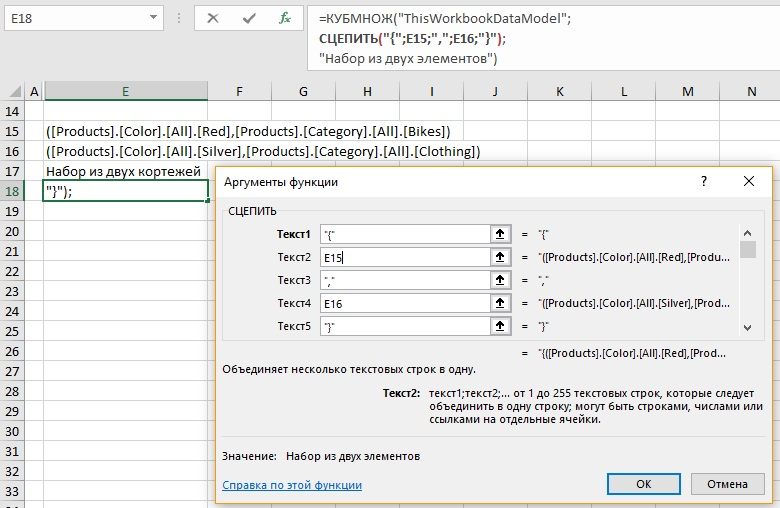 E18
fx
=КУБМНОЖ("ThisWorkbookDataModel";
СЦЕПИТЬ("{";E15;",";E16;"}");
"Набор из двух элементов")
A D E F G H I J K L M N
14
15 ([Products].[Color].[All].[Red],[Products].[Category].[All].[Bikes])
16 ([Products].[Color].[All].[Silver],[Products].[Category].[All].[Clothing])
17 Набор из двух кортежей
18 "}");
19
20
21
22
23
24
25
26
27
28
29
30
31
32
33
Аргументы функции
?
СЦЕПИТЬ
Текст1 "{" = "{"
Текст2 E15 = "([Products].[Color].[All].[Red],[Produ...
Текст3 "," = ","
Текст4 E16 = "([Products].[Color].[All].[Silver],[Prod...
Текст5 "}" = "}"
= "{([Products].[Color].[All].[Red],[Prod...
Объединяет несколько текстовых строк в одну.
Текст2: текст1;текст2;... от 1 до 255 текстовых строк, которые следует
объединить в одну строку; могут быть строками, числами или
ссылками на отдельные ячейки.
Значение: Набор из двух элементов
Справка по этой функции
ОК
Отмена